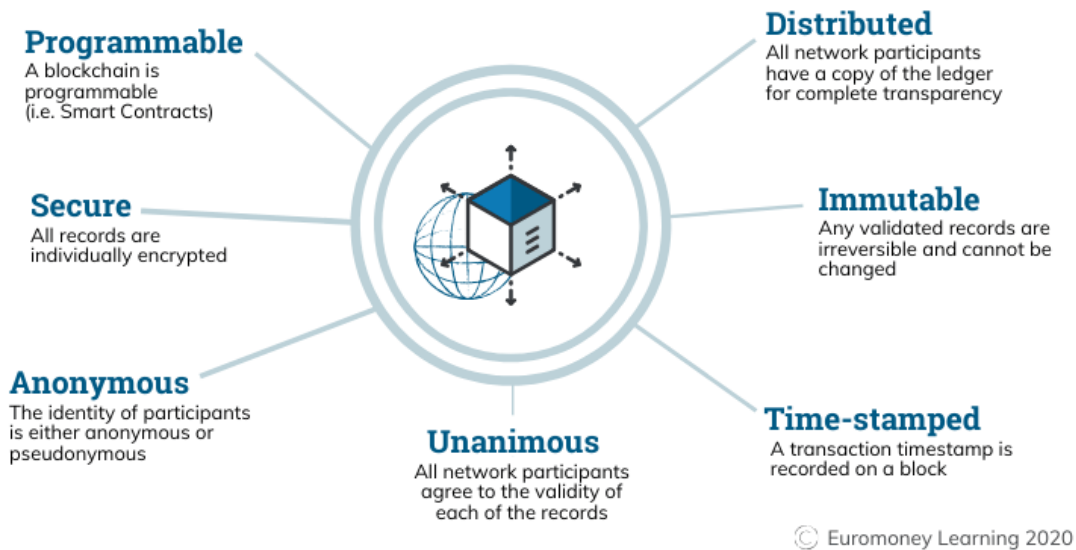 Programmable
A blockchain is
programmable
(i.e. Smart Contracts)
Distributed
All network participants
have a copy of the ledger
for complete transparency
Secure
All records are
individually encrypted
Immutable
Any validated records are
irreversible and cannot be
changed
Anonymous
The identity of participants
is either anonymous or
pseudonymous
Unanimous
All network participants
agree to the validity of
each of the records
Time-stamped
A transaction timestamp is
recorded on a block
© Euromoney Learning 2020